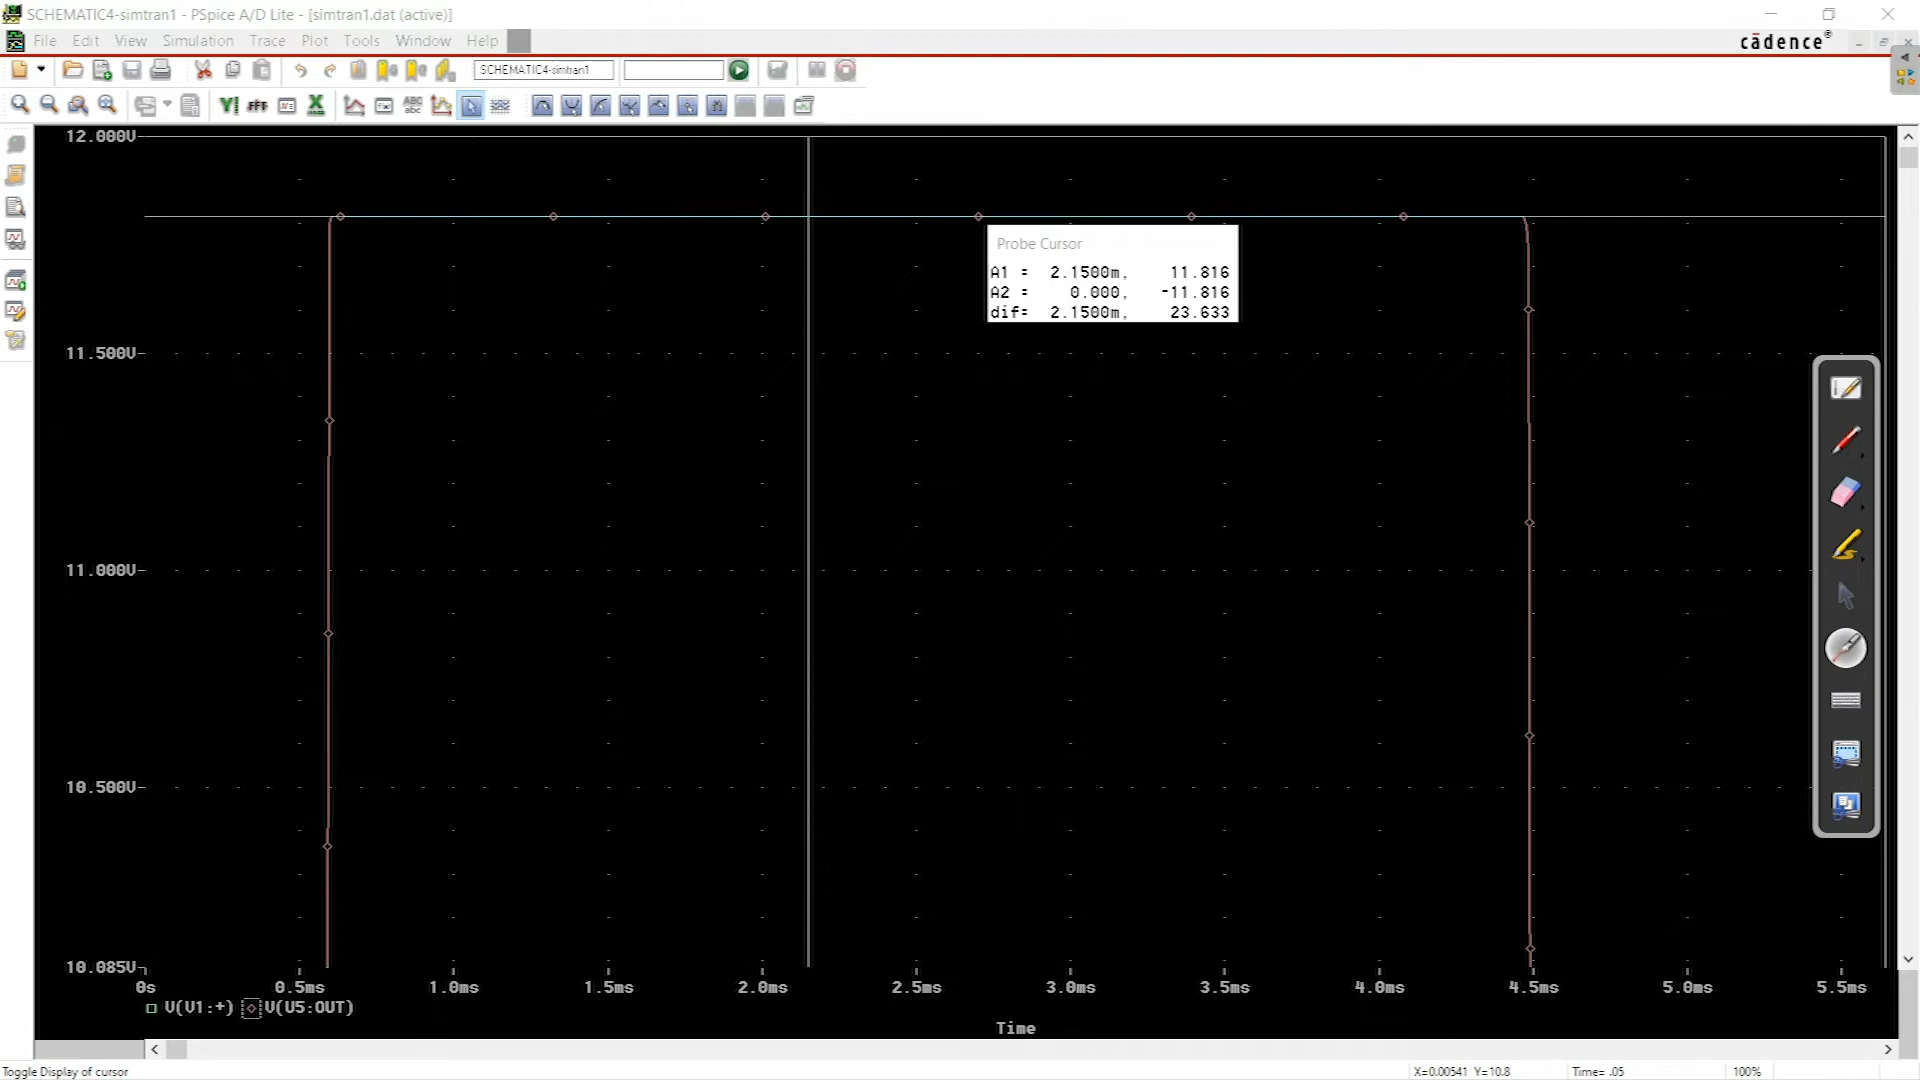 SCHEMATIC4-simtran1 - PSpice A/D Lite - [simtran1.dat (active)]
File Edit View Simulation Trace Plot Tools Window Help
cādence®
SCHEMATIC4-simtran1
12.000V
Probe Cursor
A1 = 2.1500m, 11.816
A2 = 0.000, -11.816
dif= 2.1500m, 23.633
11.500V
11.000V
10.500V
10.085V
0s 0.5ms 1.0ms 1.5ms 2.0ms 2.5ms 3.0ms 3.5ms 4.0ms 4.5ms 5.0ms 5.5ms
V(V1:+) V(U5:OUT)
Time
Toggle Display of cursor X=0.00541 Y=10.8 Time= .05 100%